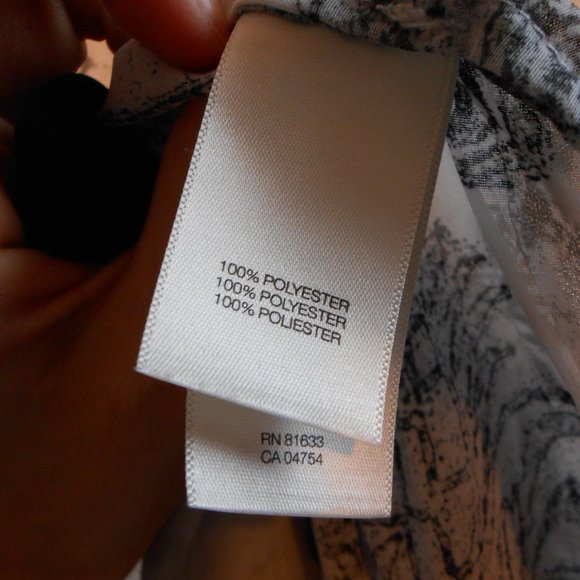 100% POLYESTER
100% POLYESTER
100% POLIESTER
RN 81633
CA 04754